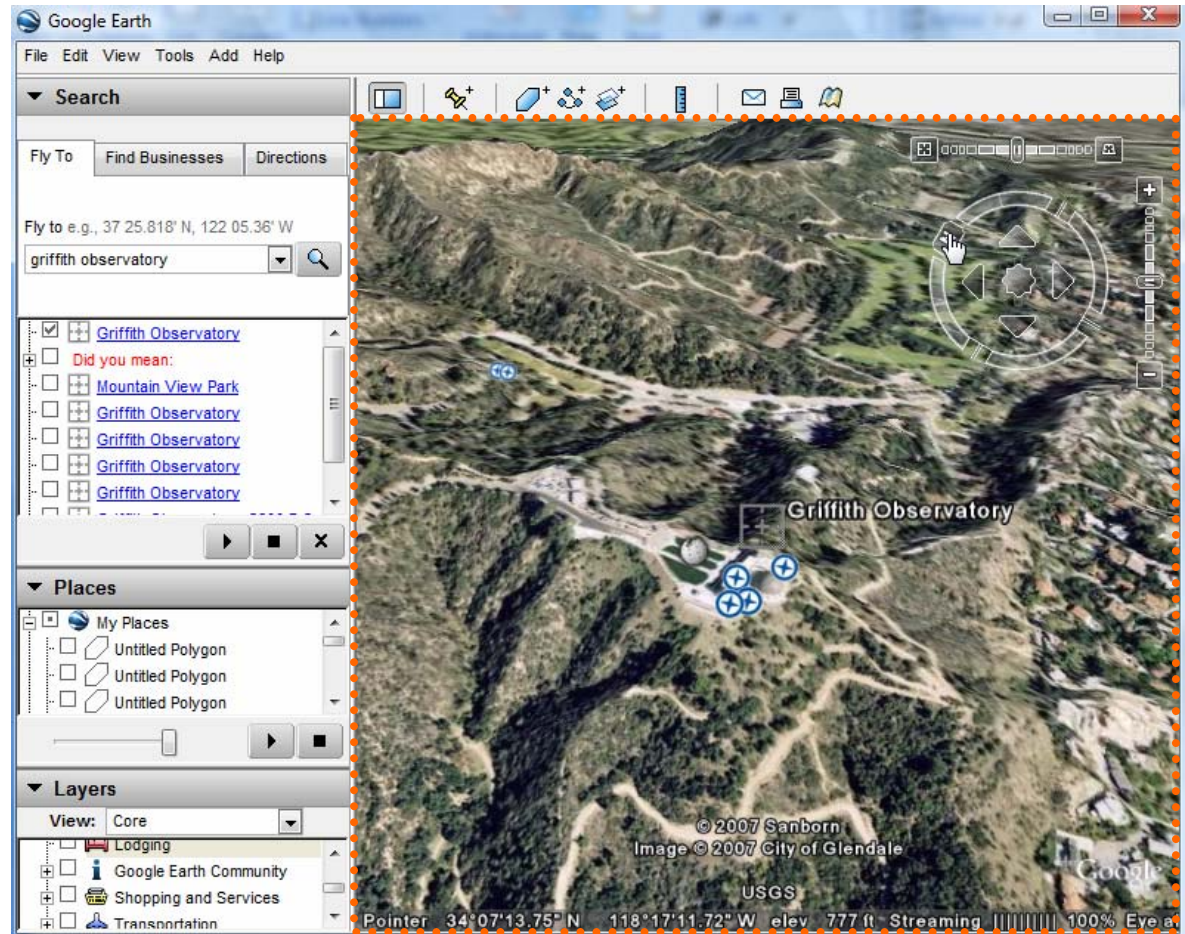 Google Earth
File Edit View Tools Add Help
Search
Fly To Find Businesses Directions
Fly to e.g., 37 25.818' N, 122 05.36' W
griffith observatory
Griffith Observatory
Did you mean:
Mountain View Park
Griffith Observatory
Griffith Observatory
Griffith Observatory
Griffith Observatory
Places
My Places
Untitled Polygon
Untitled Polygon
Untitled Polygon
Layers
View: Core
Lodging
Google Earth Community
Shopping and Services
Transportation
Griffith Observatory
© 2007 Sanborn
Image © 2007 City of Glendale
USGS
Google
Pointer 34°07'13.75" N 118°17'11.72" W elev 777 ft Streaming ||||||||| 100% Eye